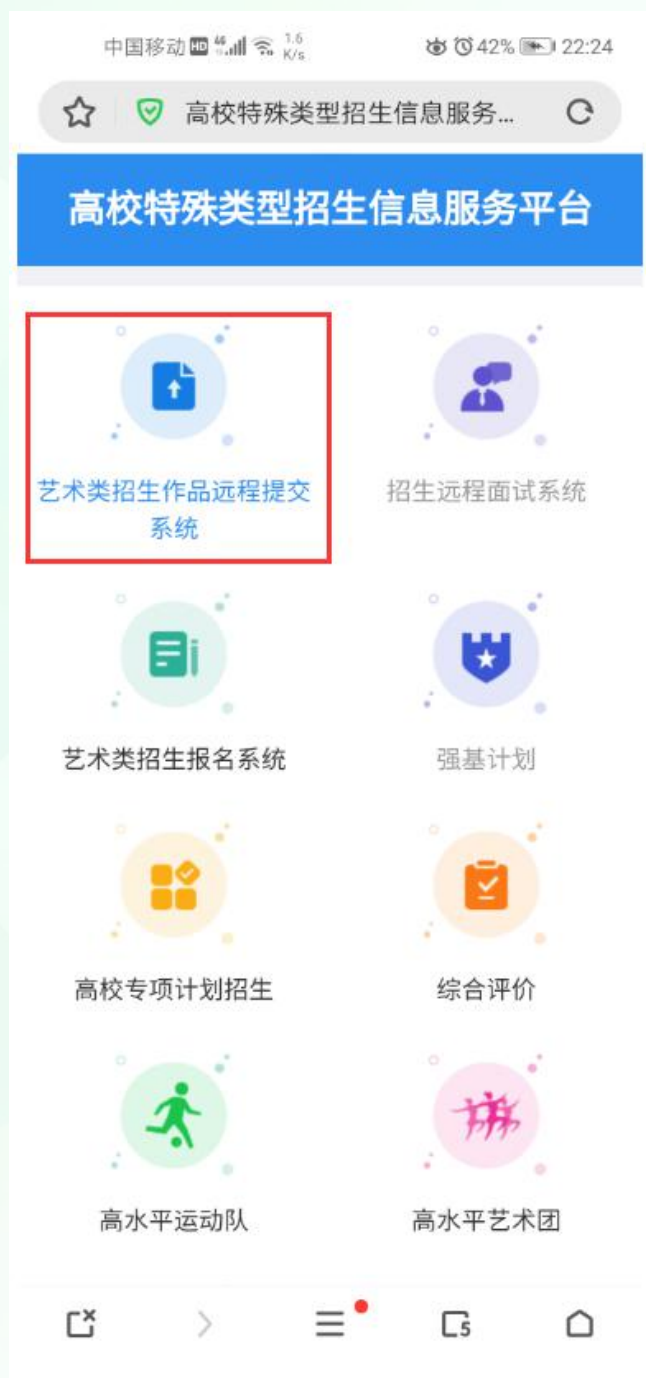 中国移动 HD 46 1.6 K/s 42% 22:24
高校特殊类型招生信息服务...
高校特殊类型招生信息服务平台
艺术类招生作品远程提交
系统
招生远程面试系统
艺术类招生报名系统
强基计划
高校专项计划招生
综合评价
高水平运动队
高水平艺术团
5